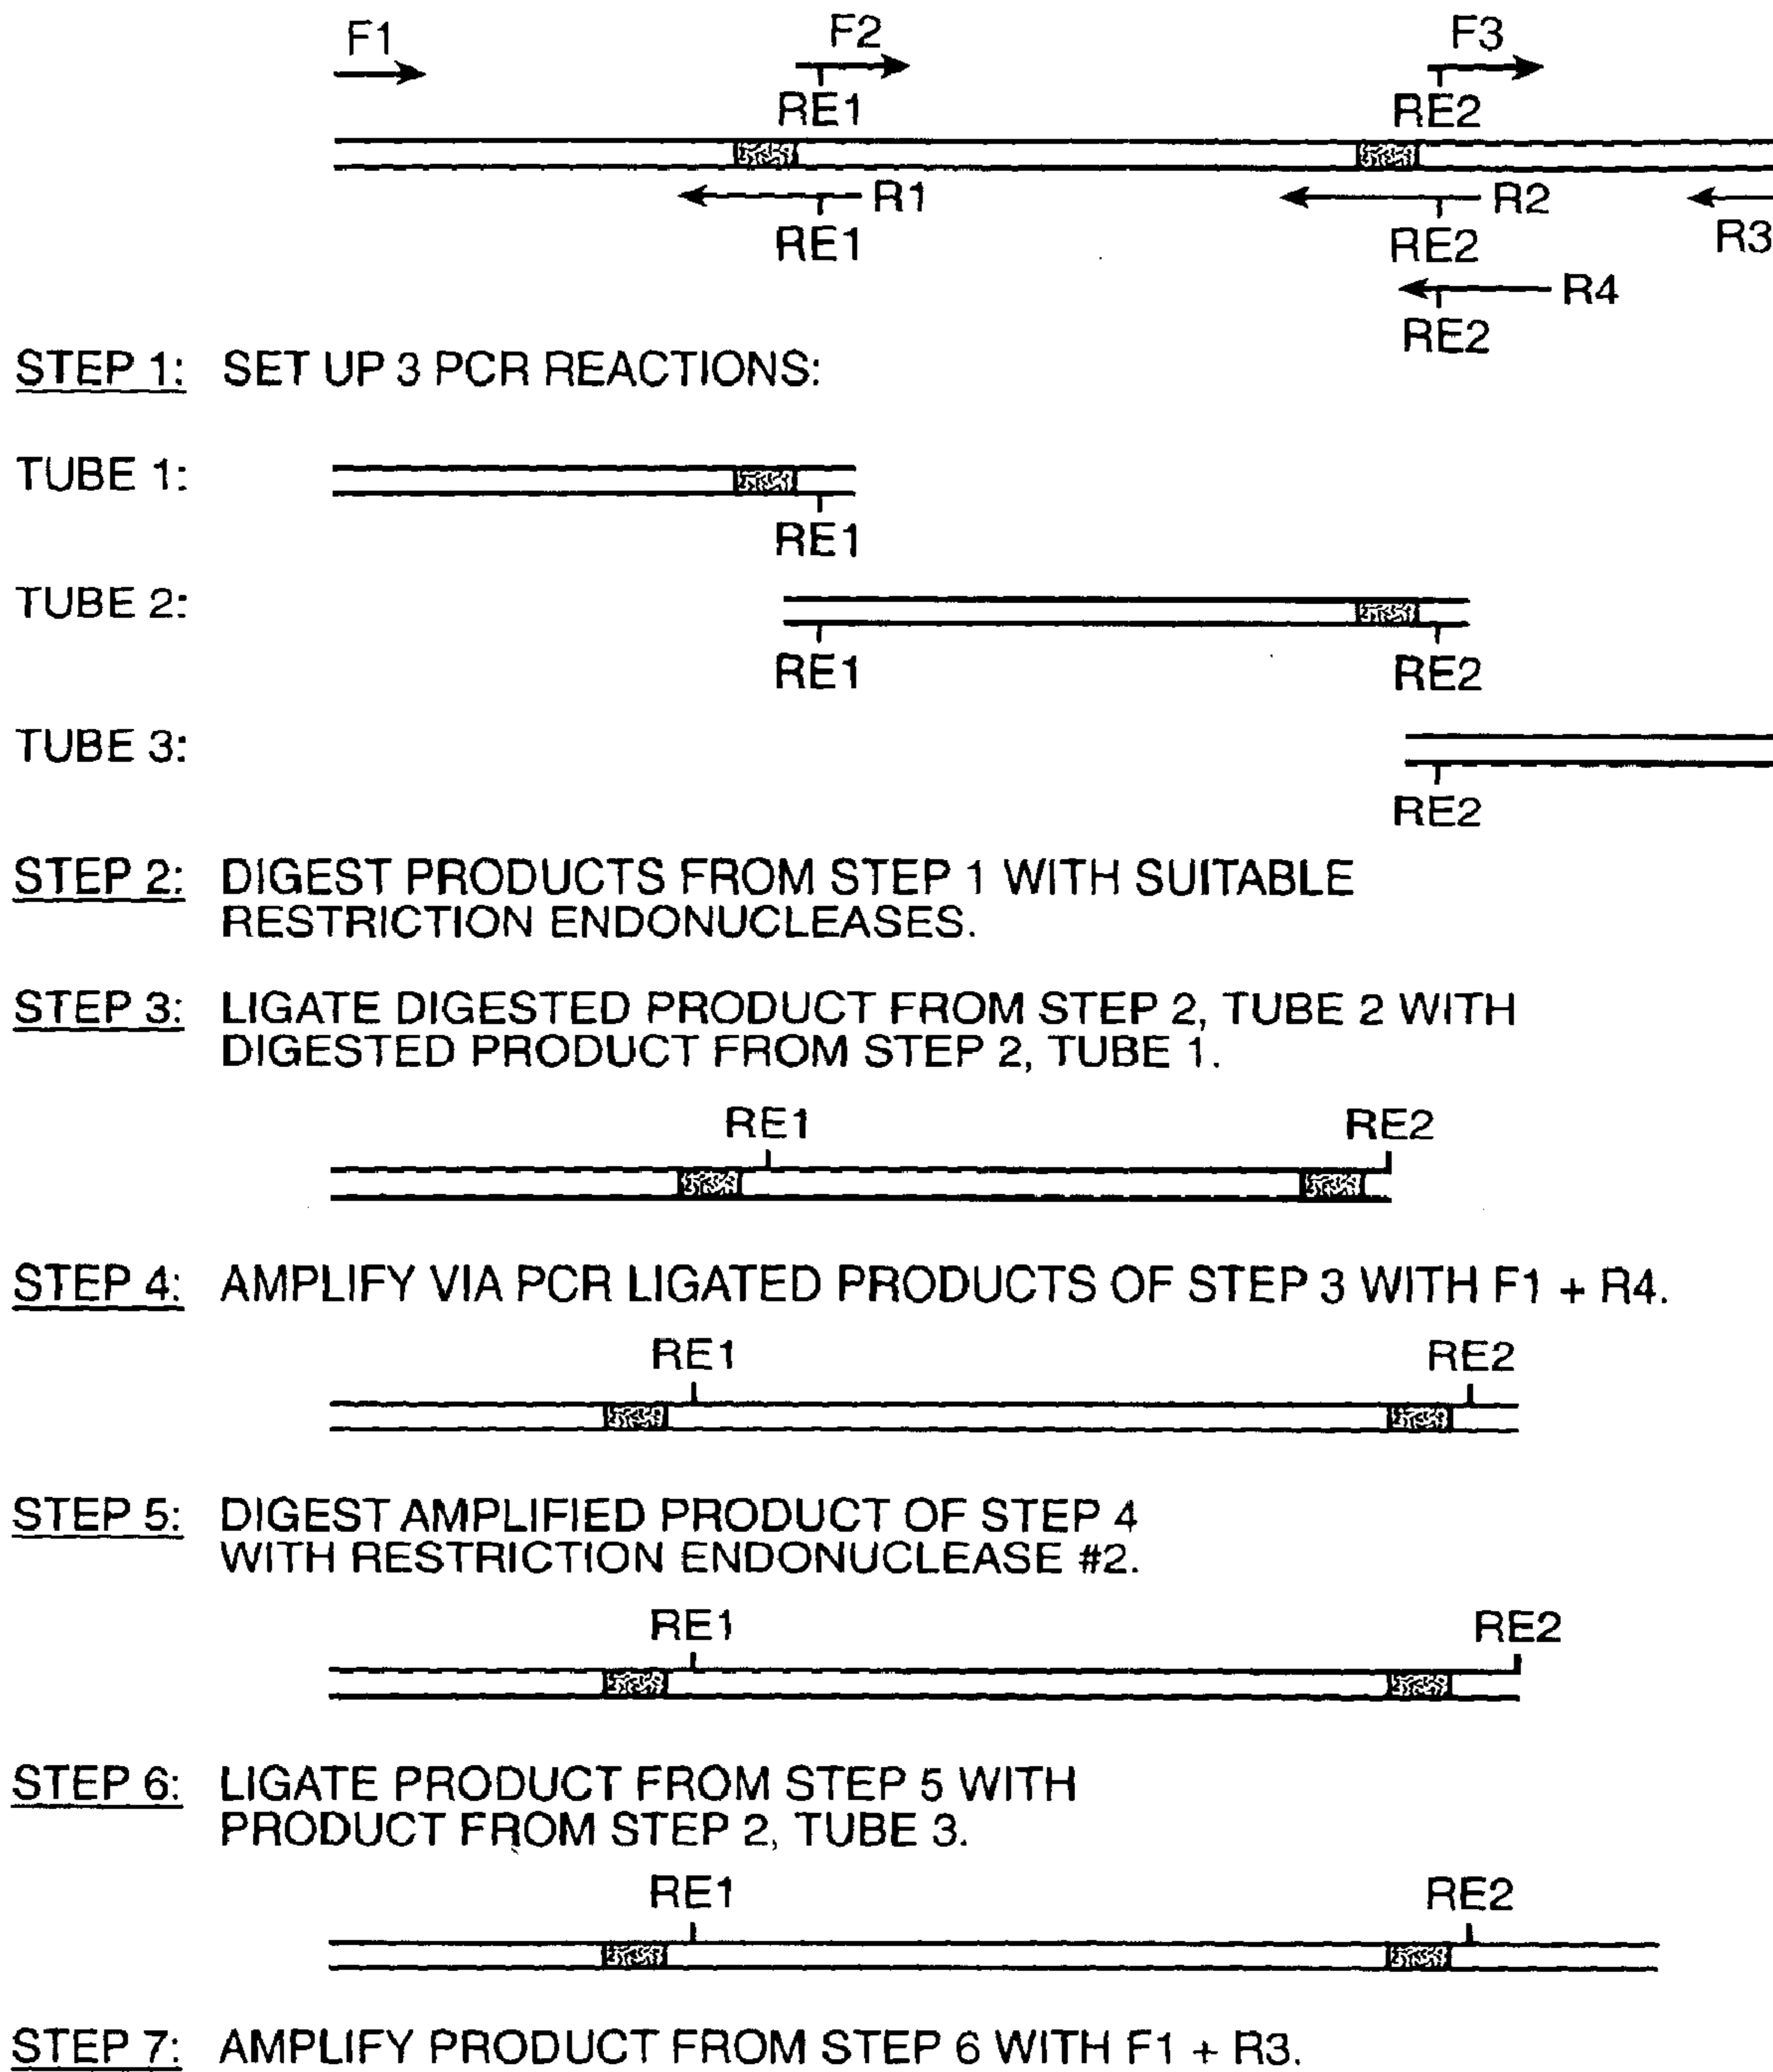 F1 F2 F3
RE1 RE2
R1 R2
RE1 RE2 R3
R4
RE2
STEP 1: SET UP 3 PCR REACTIONS:
TUBE 1:
RE1
TUBE 2:
RE1 RE2
TUBE 3:
RE2
STEP 2: DIGEST PRODUCTS FROM STEP 1 WITH SUITABLE
RESTRICTION ENDONUCLEASES.
STEP 3: LIGATE DIGESTED PRODUCT FROM STEP 2, TUBE 2 WITH
DIGESTED PRODUCT FROM STEP 2, TUBE 1.
RE1 RE2
STEP 4: AMPLIFY VIA PCR LIGATED PRODUCTS OF STEP 3 WITH F1 + R4.
RE1 RE2
STEP 5: DIGEST AMPLIFIED PRODUCT OF STEP 4
WITH RESTRICTION ENDONUCLEASE #2.
RE1 RE2
STEP 6: LIGATE PRODUCT FROM STEP 5 WITH
PRODUCT FROM STEP 2, TUBE 3.
RE1 RE2
STEP 7: AMPLIFY PRODUCT FROM STEP 6 WITH F1 + R3.